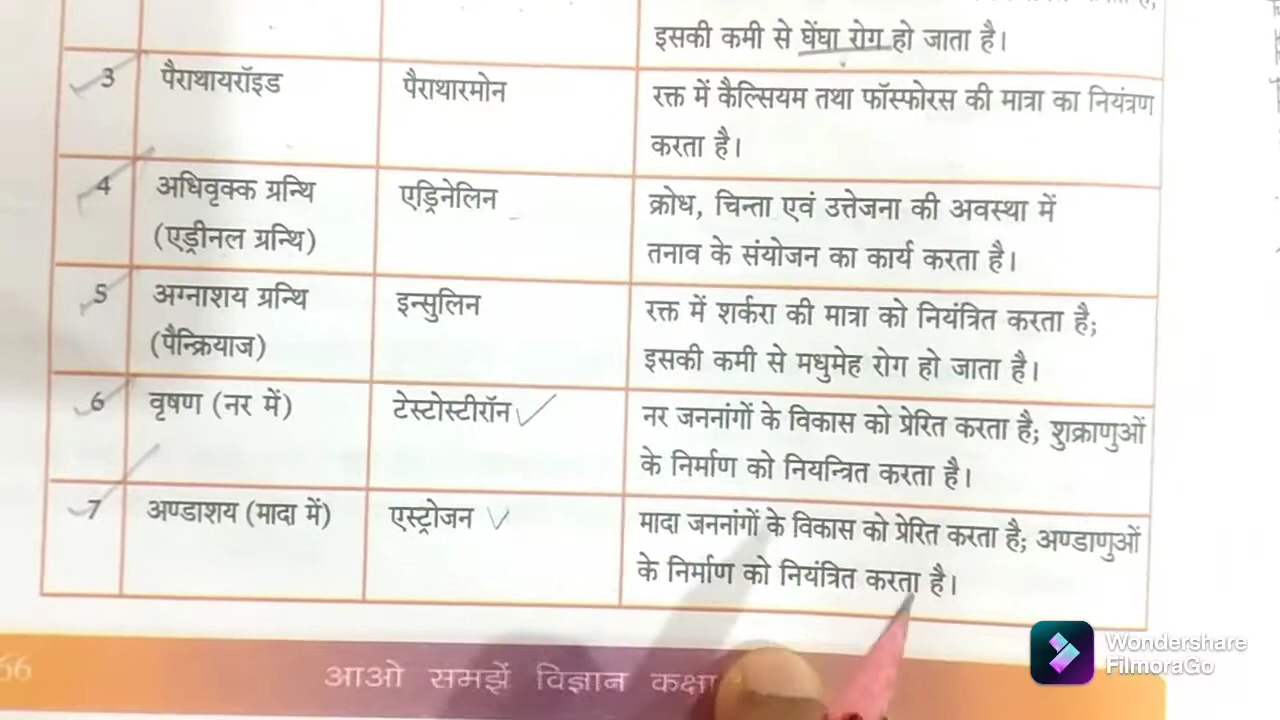 इसकी कमी से घेंघा रोग हो जाता है।
3 पैराथायरॉइड पैराथारमोन रक्त में कैल्सियम तथा फॉस्फोरस की मात्रा का नियंत्रण
करता है।
4 अधिवृक्क ग्रन्थि एड्रिनेलिन क्रोध, चिन्ता एवं उत्तेजना की अवस्था में
(एड्रीनल ग्रन्थि) तनाव के संयोजन का कार्य करता है।
5 अग्नाशय ग्रन्थि इन्सुलिन रक्त में शर्करा की मात्रा को नियंत्रित करता है;
(पैन्क्रियाज) इसकी कमी से मधुमेह रोग हो जाता है।
6 वृषण (नर में) टेस्टोस्टीरॉन नर जननांगों के विकास को प्रेरित करता है; शुक्राणुओं
के निर्माण को नियन्त्रित करता है।
7 अण्डाशय (मादा में) एस्ट्रोजन मादा जननांगों के विकास को प्रेरित करता है; अण्डाणुओं
के निर्माण को नियंत्रित करता है।
66 आओ समझें विज्ञान कक्षा
Wondershare
FilmoraGo